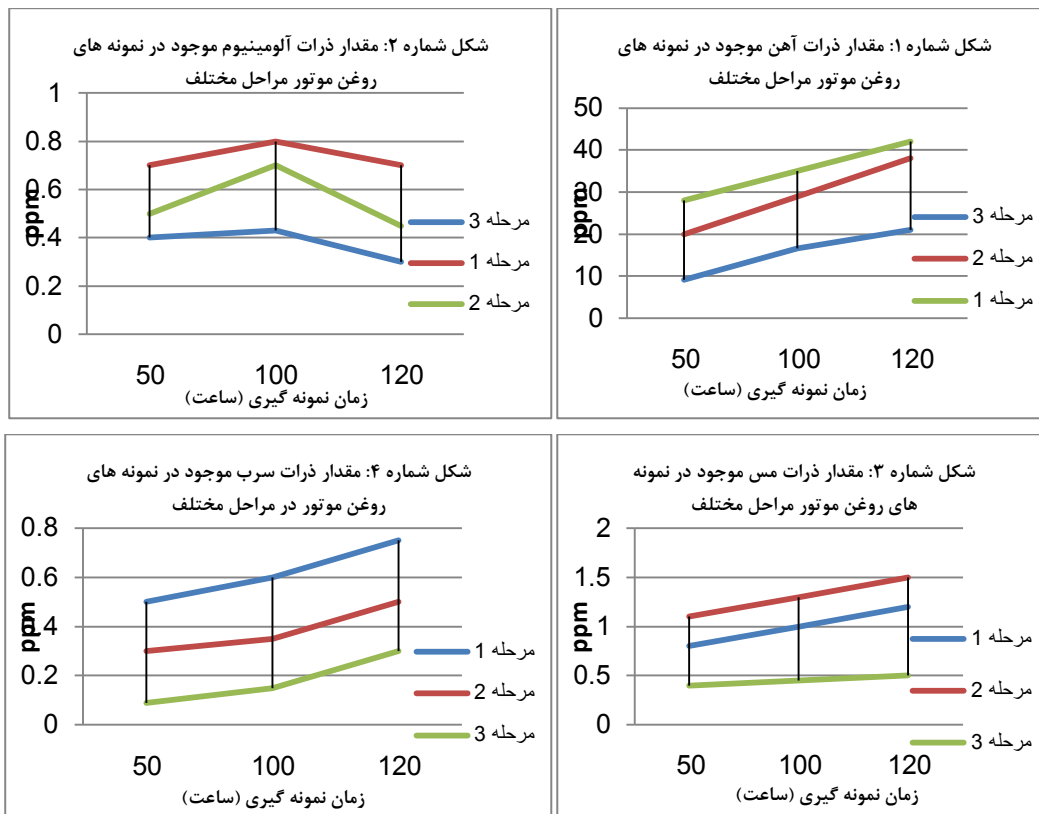 شکل شماره ۱: مقدار ذرات آهن موجود در نمونه های
روغن موتور مراحل مختلف
50
40
30
20
10
0
ppm
50 100 120
زمان نمونه گیری (ساعت)
مرحله 3
مرحله 2
مرحله 1
شکل شماره ۲: مقدار ذرات آلومینیوم موجود در نمونه های
روغن موتور مراحل مختلف
1
0.8
0.6
0.4
0.2
0
ppm
50 100 120
زمان نمونه گیری (ساعت)
مرحله 3
مرحله 1
مرحله 2
شکل شماره ۳: مقدار ذرات مس موجود در نمونه
های روغن موتور مراحل مختلف
2
1.5
1
0.5
0
ppm
50 100 120
زمان نمونه گیری (ساعت)
مرحله 1
مرحله 2
مرحله 3
شکل شماره ۴: مقدار ذرات سرب موجود در نمونه های
روغن موتور در مراحل مختلف
0.8
0.6
0.4
0.2
0
ppm
50 100 120
زمان نمونه گیری (ساعت)
مرحله 1
مرحله 2
مرحله 3